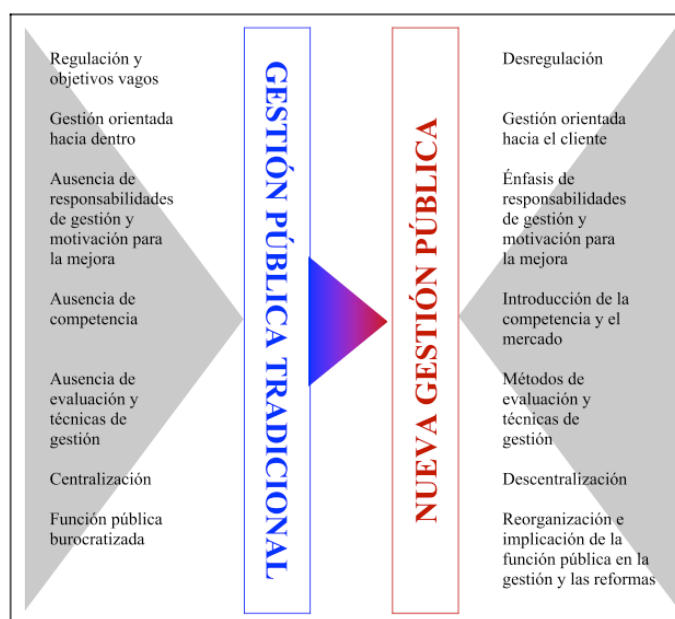 Regulación y
objetivos vagos
Gestión orientada
hacia dentro
Ausencia de
responsabilidades
de gestión y
motivación para
la mejora
Ausencia de
competencia
Ausencia de
evaluación y
técnicas de
gestión
Centralización
Función pública
burocratizada
GESTIÓN PÚBLICA TRADICIONAL
NUEVA GESTIÓN PÚBLICA
Desregulación
Gestión orientada
hacia el cliente
Énfasis de
responsabilidades
de gestión y
motivación para
la mejora
Introducción de la
competencia y el
mercado
Métodos de
evaluación y
técnicas de
gestión
Descentralización
Reorganización e
implicación de la
función pública en la
gestión y las reformas